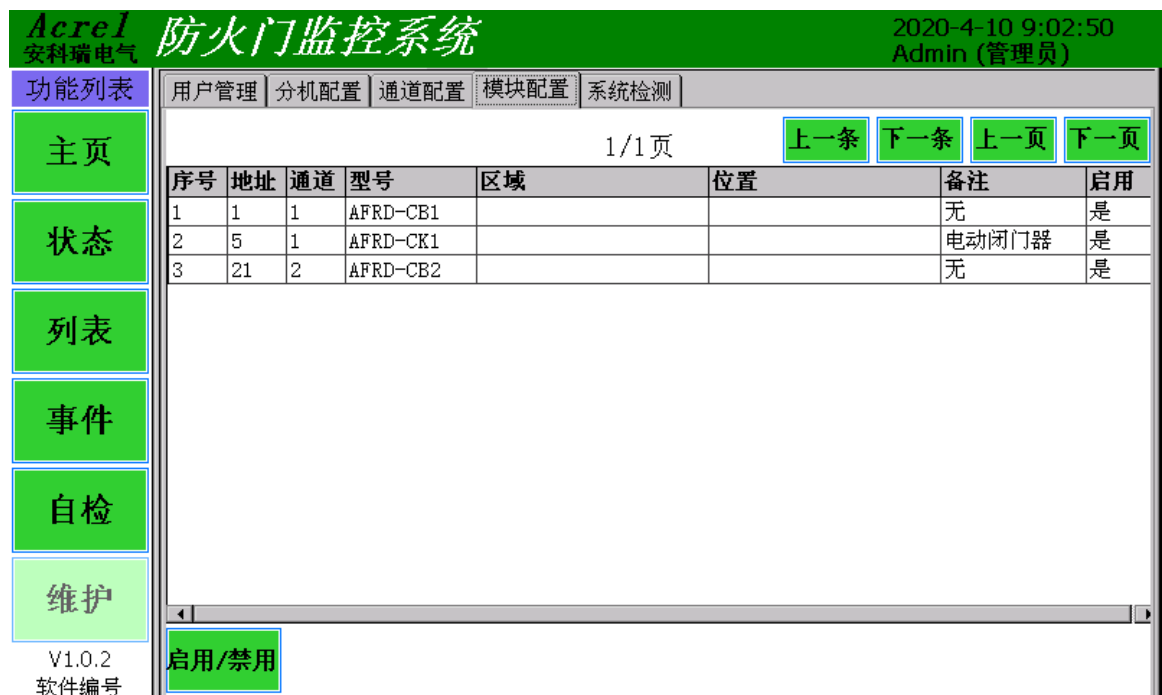 Acrel
安科瑞电气
防火门监控系统
2020-4-10 9:02:50
Admin (管理员)
功能列表
主页
状态
列表
事件
自检
维护
V1.0.2
软件编号
用户管理 分机配置 通道配置 模块配置 系统检测
1/1页
上一条 下一条 上一页 下一页
序号 地址 通道 型号 区域 位置 备注 启用
1 1 1 AFRD-CB1 无 是
2 5 1 AFRD-CK1 电动闭门器 是
3 21 2 AFRD-CB2 无 是
启用/禁用